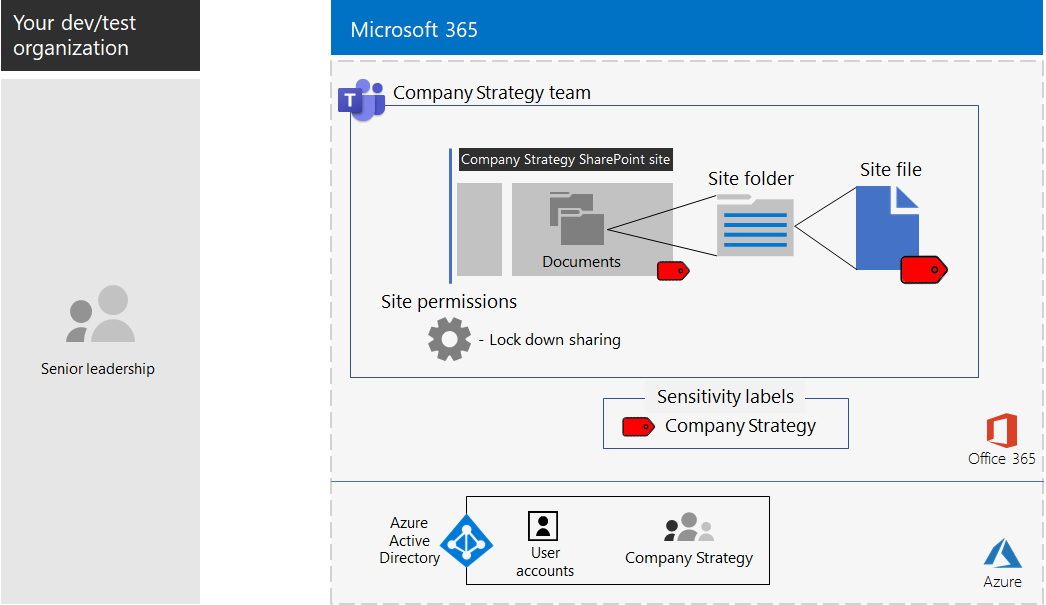 Your dev/test
organization
Senior leadership
Microsoft 365
T
Company Strategy team
Company Strategy SharePoint site
Documents
Site folder
Site file
Site permissions
- Lock down sharing
Sensitivity labels
Company Strategy
Office 365
Azure
Active
Directory
User
accounts
Company Strategy
Azure